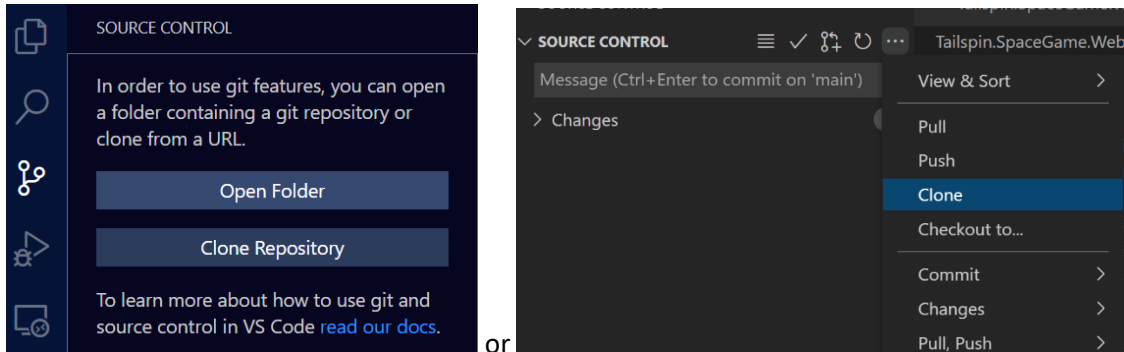 SOURCE CONTROL
In order to use git features, you can open
a folder containing a git repository or
clone from a URL.
Open Folder
Clone Repository
To learn more about how to use git and
source control in VS Code read our docs.
or
SOURCE CONTROL
Tailspin.SpaceGame.Web
Message (Ctrl+Enter to commit on 'main')
Changes
View & Sort
Pull
Push
Clone
Checkout to...
Commit
Changes
Pull, Push